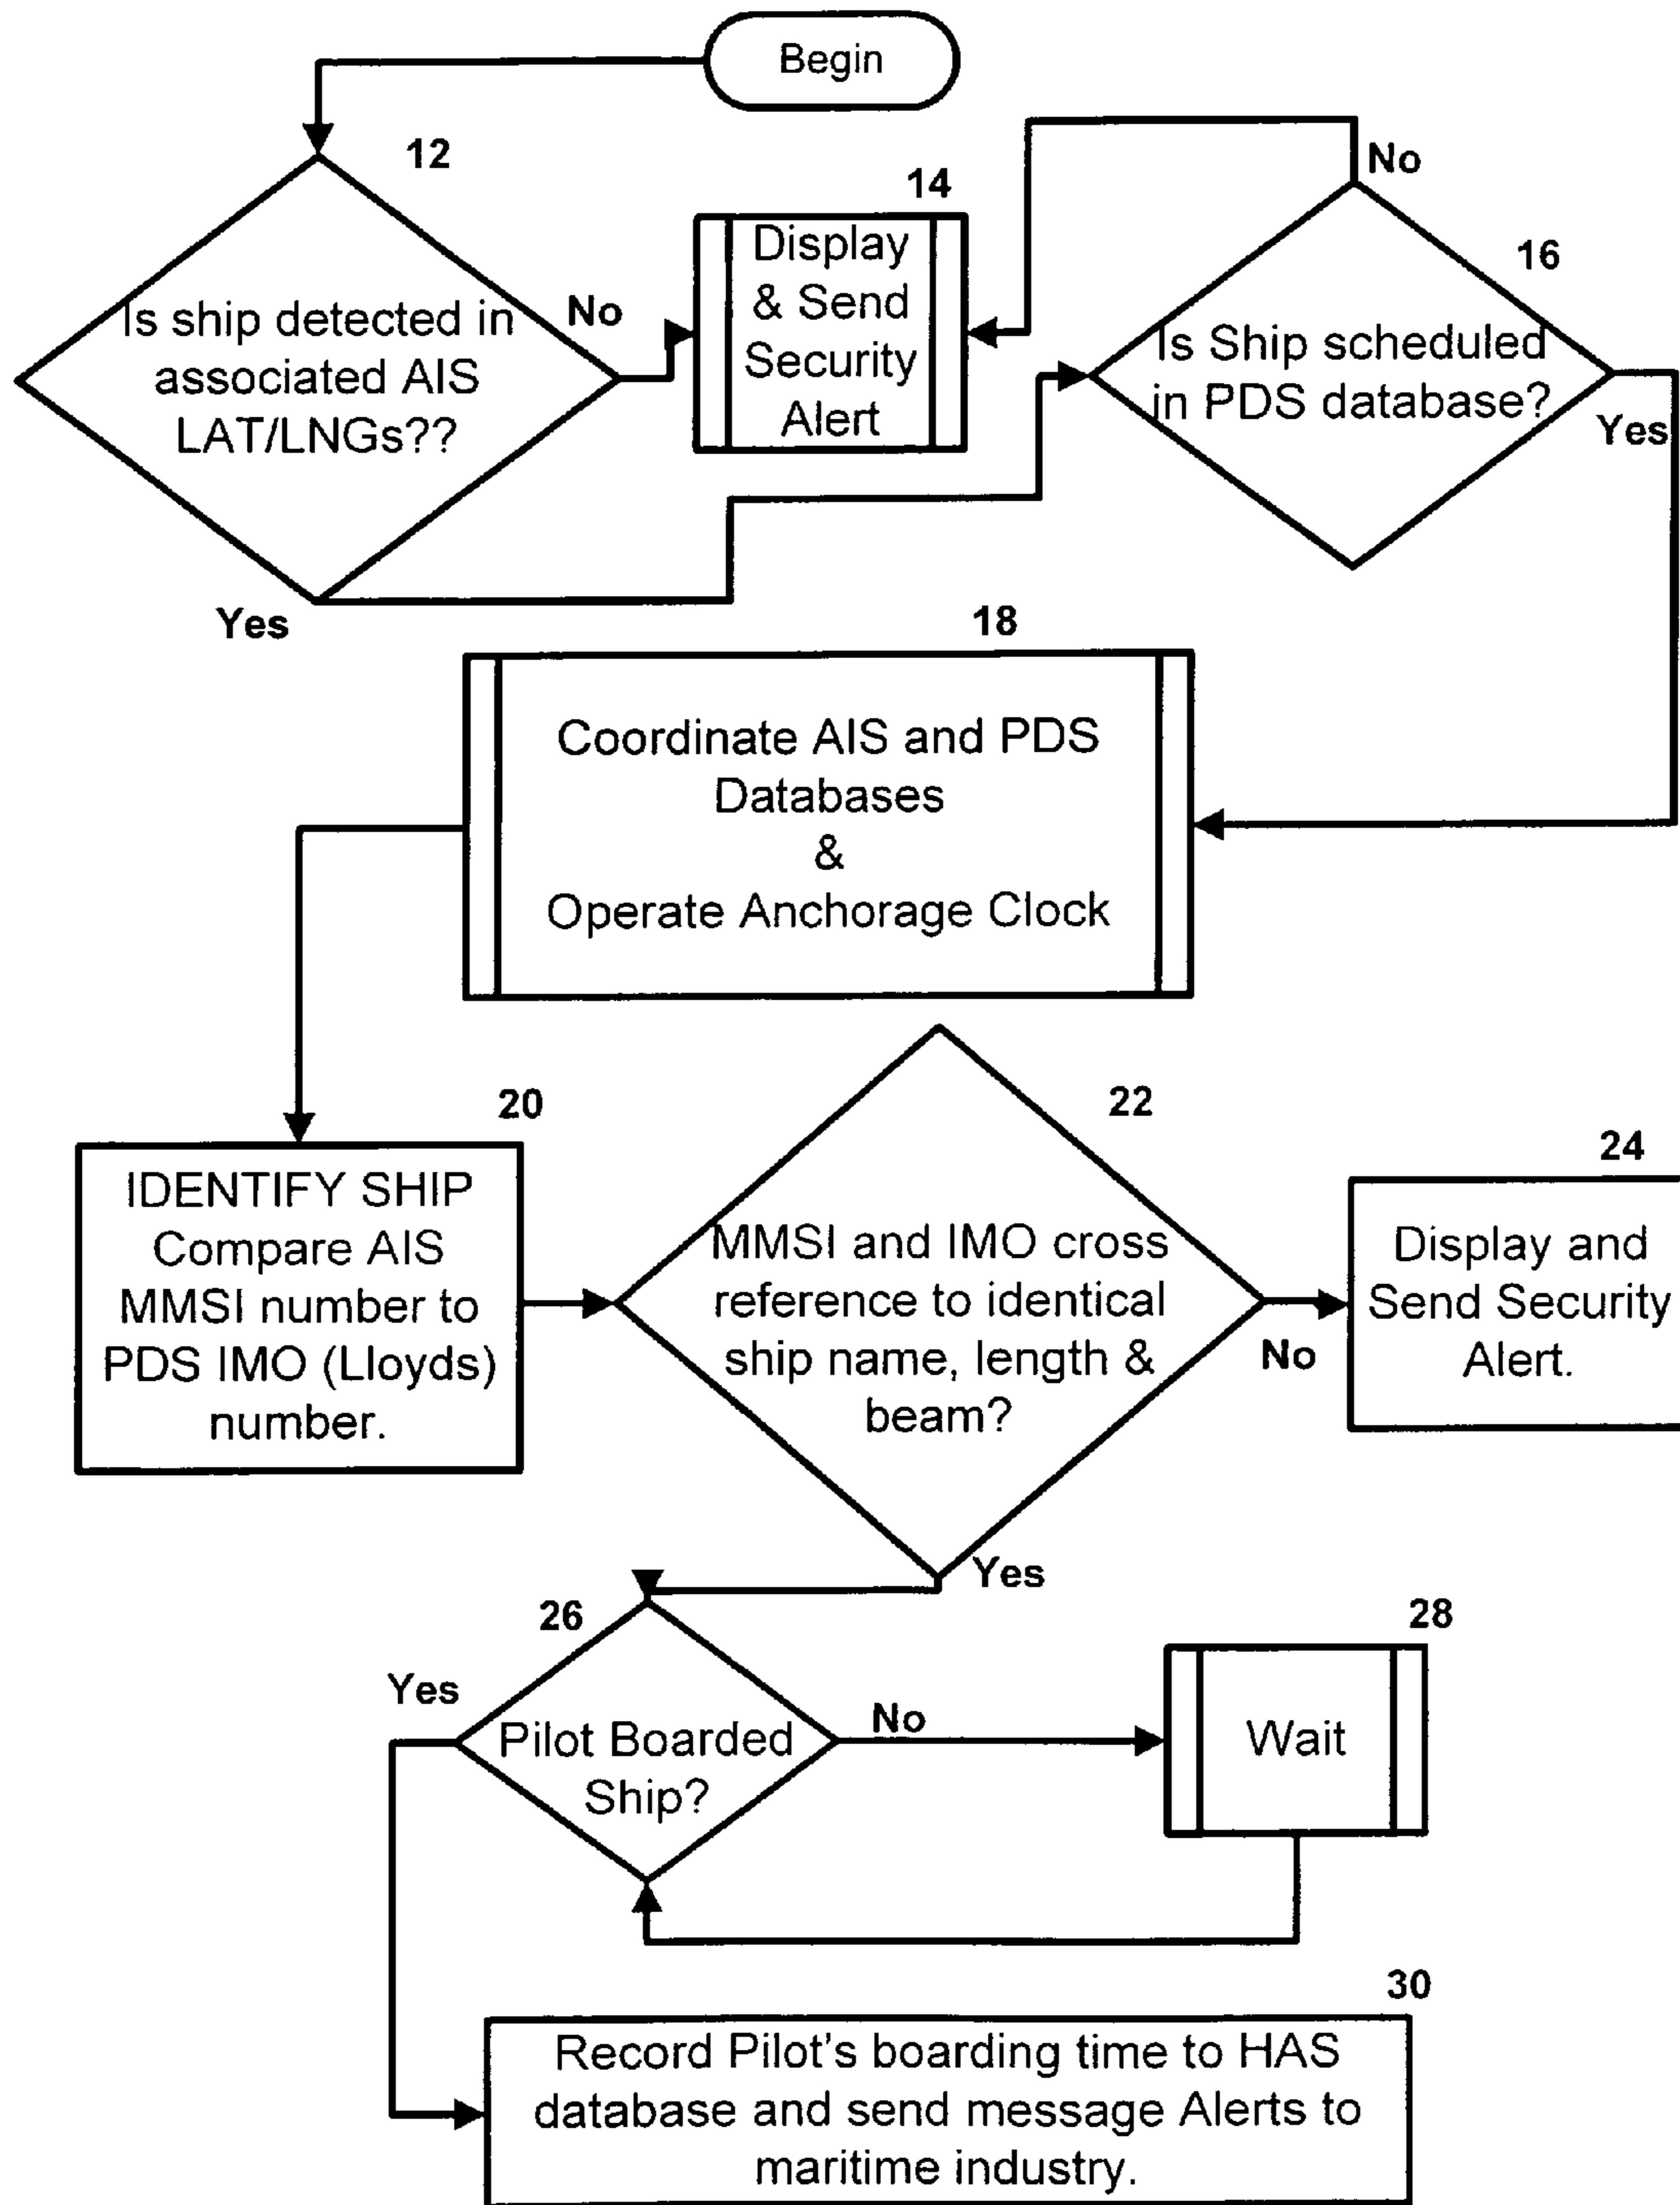 Begin
12
Is ship detected in
associated AIS
LAT/LNGs??
No
Yes
14
Display
& Send
Security
Alert
No
16
Is Ship scheduled
in PDS database?
Yes
18
Coordinate AIS and PDS
Databases
&
Operate Anchorage Clock
20
IDENTIFY SHIP
Compare AIS
MMSI number to
PDS IMO (Lloyds)
number.
22
MMSI and IMO cross
reference to identical
ship name, length &
beam?
No
Yes
24
Display and
Send Security
Alert.
26
Yes
Pilot Boarded
Ship?
No
28
Wait
30
Record Pilot's boarding time to HAS
database and send message Alerts to
maritime industry.